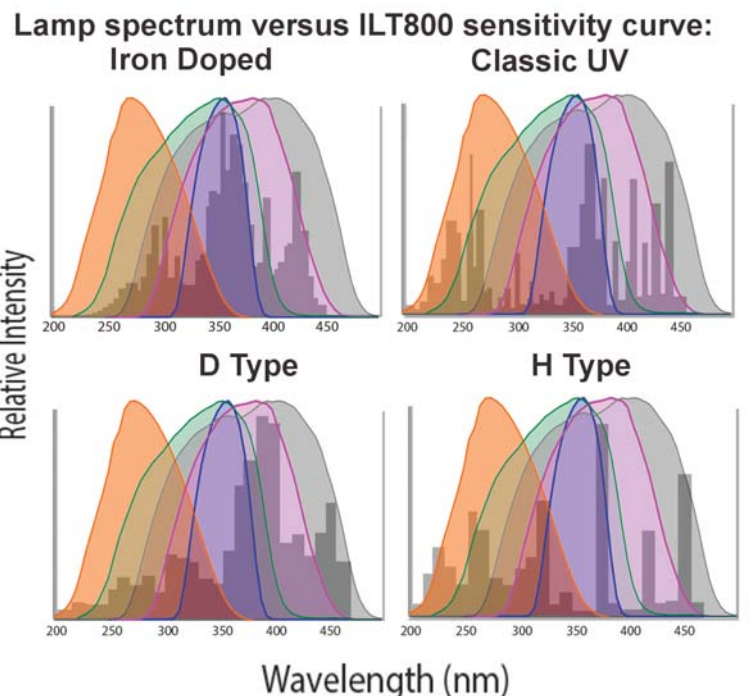 Lamp spectrum versus ILT800 sensitivity curve:
Iron Doped
Classic UV
200 250 300 350 400 450
200 250 300 350 400 450
Relative Intensity
D Type
H Type
200 250 300 350 400 450
200 250 300 350 400 450
Wavelength (nm)